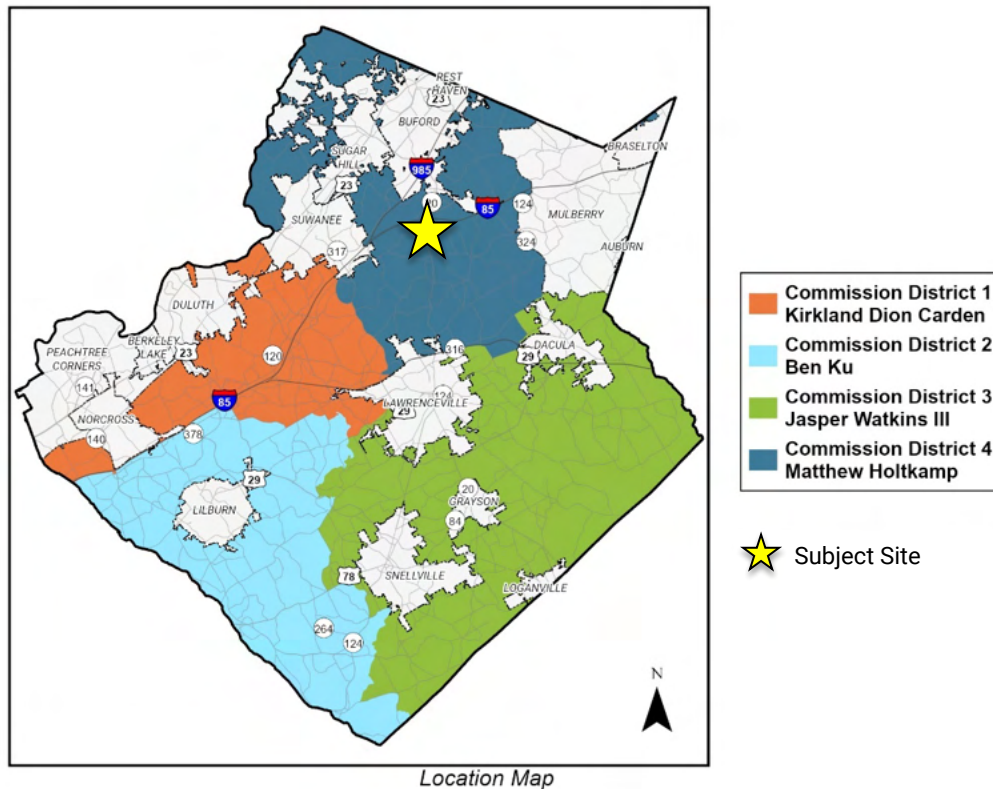 REST
HAVEN
23
BUFORD
BRASELTON
SUGAR
HILL
985
23
20
85
124
MULBERRY
SUWANEE
324
AUBURN
317
DULUTH
BERKELEY
LAKE
23
PEACHTREE
CORNERS
120
316
29
DACULA
141
85
124
LAWRENCEVILLE
29
NORCROSS
378
140
29
20
GRAYSON
LILBURN
84
78
SNELLVILLE
LOGANVILLE
264
124
N
Location Map
Commission District 1
Kirkland Dion Carden
Commission District 2
Ben Ku
Commission District 3
Jasper Watkins III
Commission District 4
Matthew Holtkamp
Subject Site